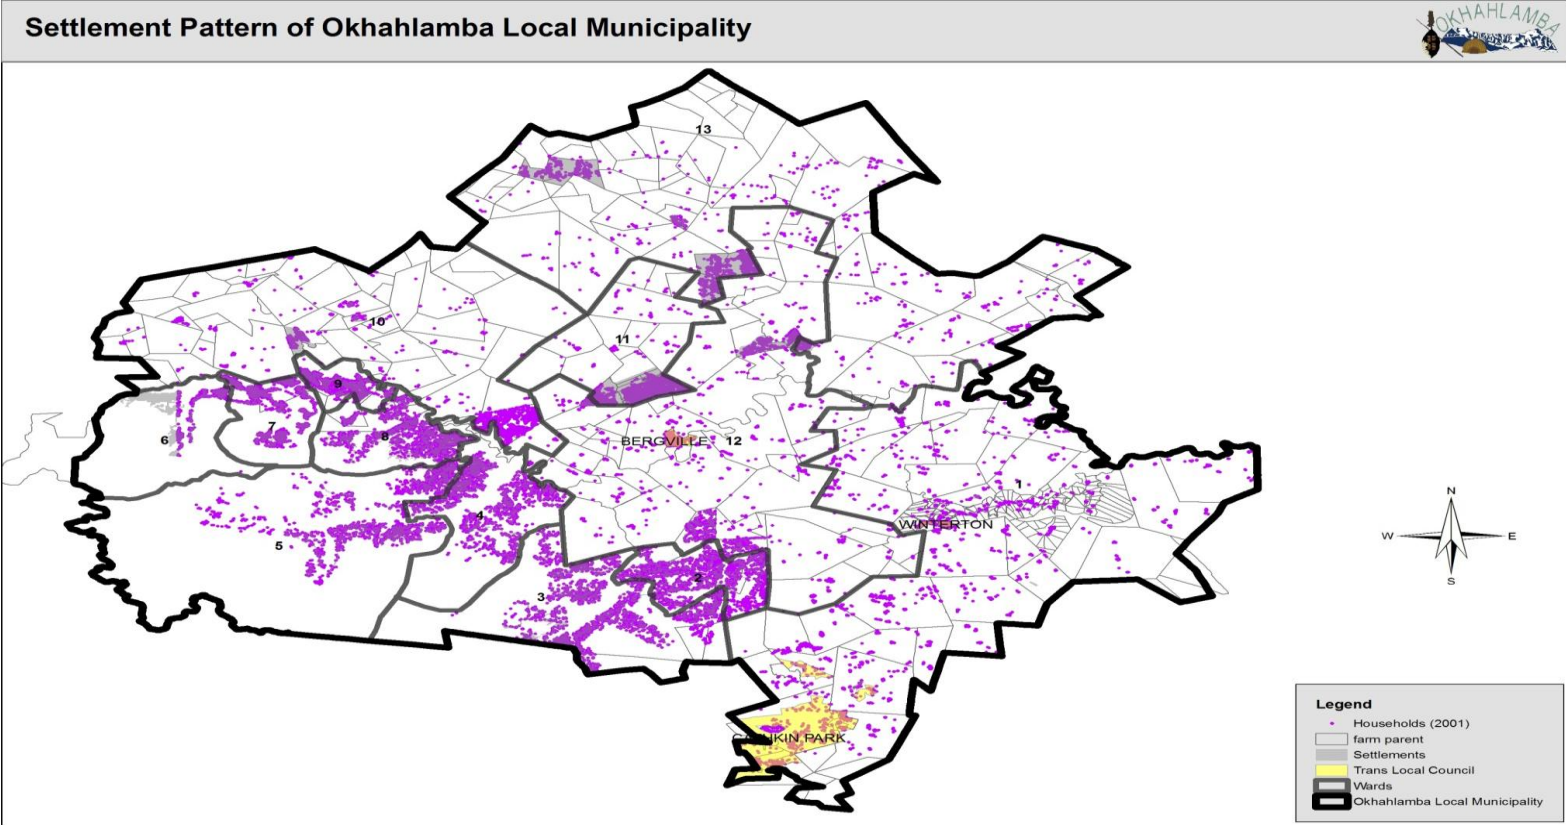 Settlement Pattern of Okhahlamba Local Municipality
OKHAHLAMBA
13
10
11
9
7
8
6
BERGVILLE
12
1
4
WINTERTON
5
2
3
CATHKIN PARK
N
W
E
S
Legend
Households (2001)
farm parent
Settlements
Trans Local Council
Wards
Okhahlamba Local Municipality